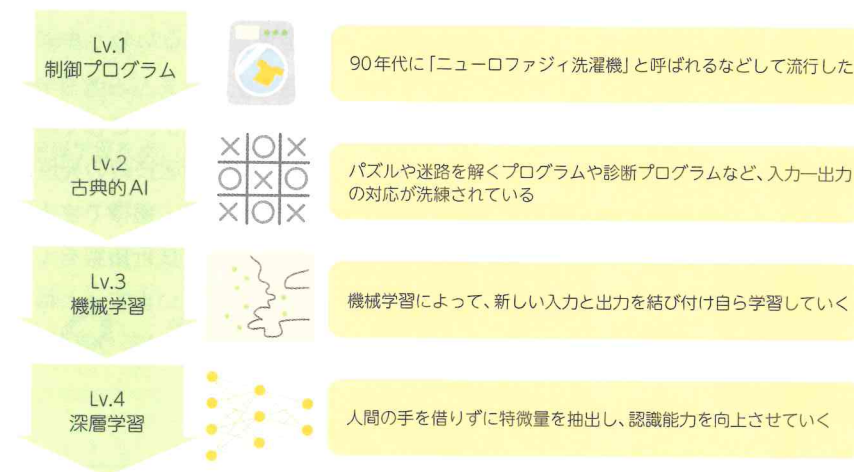 Lv.1
制御プログラム
90年代に「ニューロファジィ洗濯機」と呼ばれるなどして流行した
Lv.2
古典的AI
パズルや迷路を解くプログラムや診断プログラムなど、入力―出力
の対応が洗練されている
Lv.3
機械学習
機械学習によって、新しい入力と出力を結び付け自ら学習していく
Lv.4
深層学習
人間の手を借りずに特微量を抽出し、認識能力を向上させていく